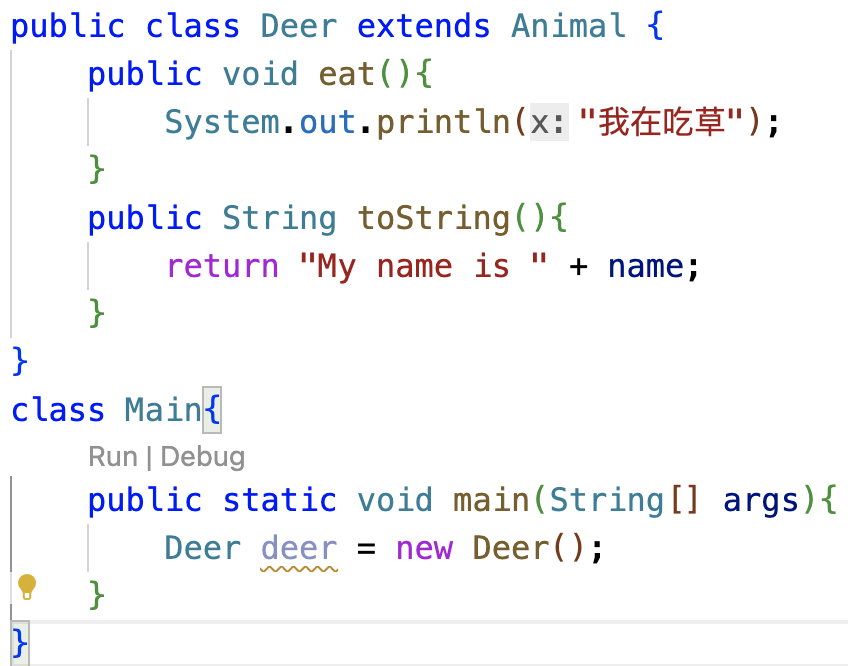 public class Deer extends Animal {
public void eat(){
System.out.println(x: "我在吃草");
}
public String toString(){
return "My name is " + name;
}
}
class Main{
Run | Debug
public static void main(String[] args){
Deer deer = new Deer();
}
}